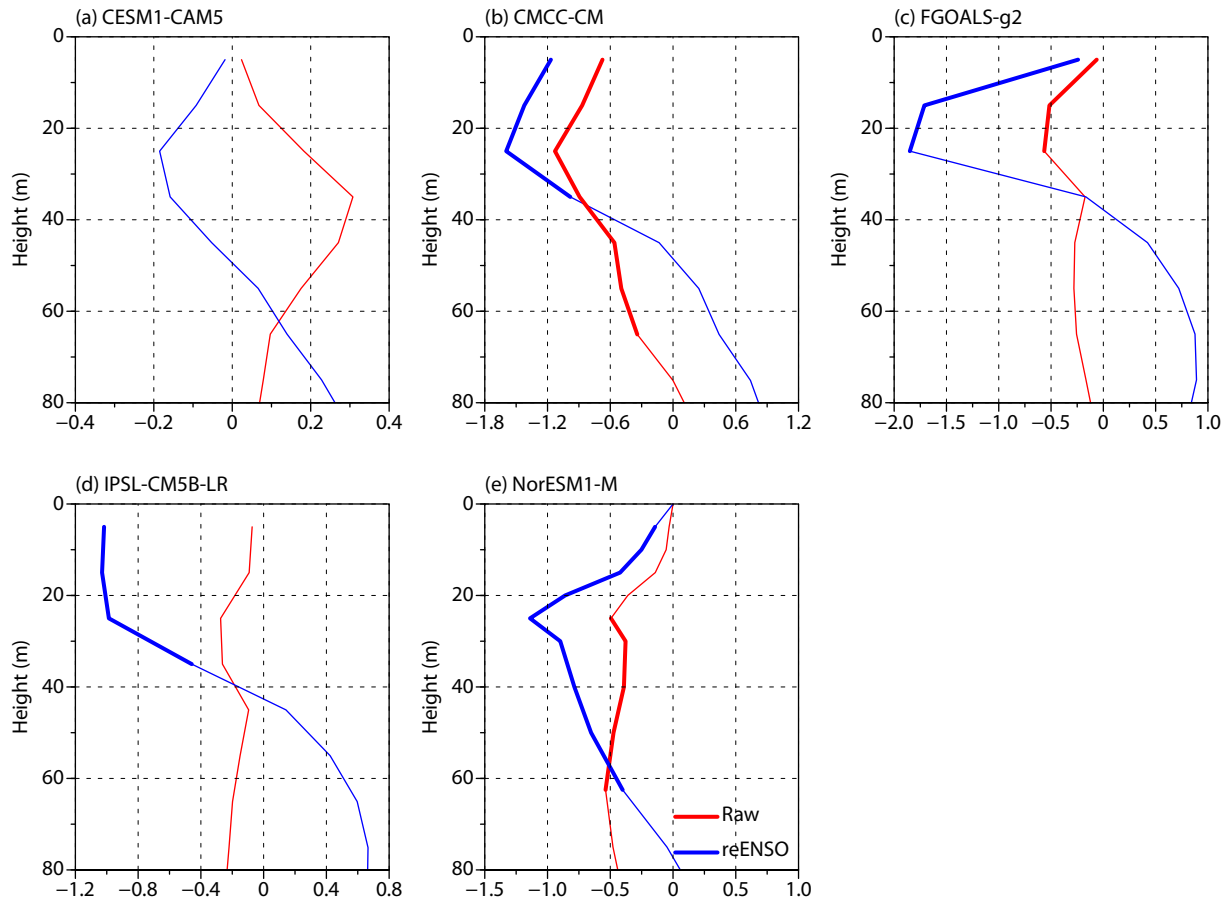 (a) CESM1-CAM5
0
20
40
60
80
Height (m)
−0.4 −0.2 0 0.2 0.4
(b) CMCC-CM
0
20
40
60
80
Height (m)
−1.8 −1.2 −0.6 0 0.6 1.2
(c) FGOALS-g2
0
20
40
60
80
Height (m)
−2.0 −1.5 −1.0 −0.5 0 0.5 1.0
(d) IPSL-CM5B-LR
0
20
40
60
80
Height (m)
−1.2 −0.8 −0.4 0 0.4 0.8
(e) NorESM1-M
0
20
40
60
80
Height (m)
Raw
reENSO
−1.5 −1.0 −0.5 0 0.5 1.0